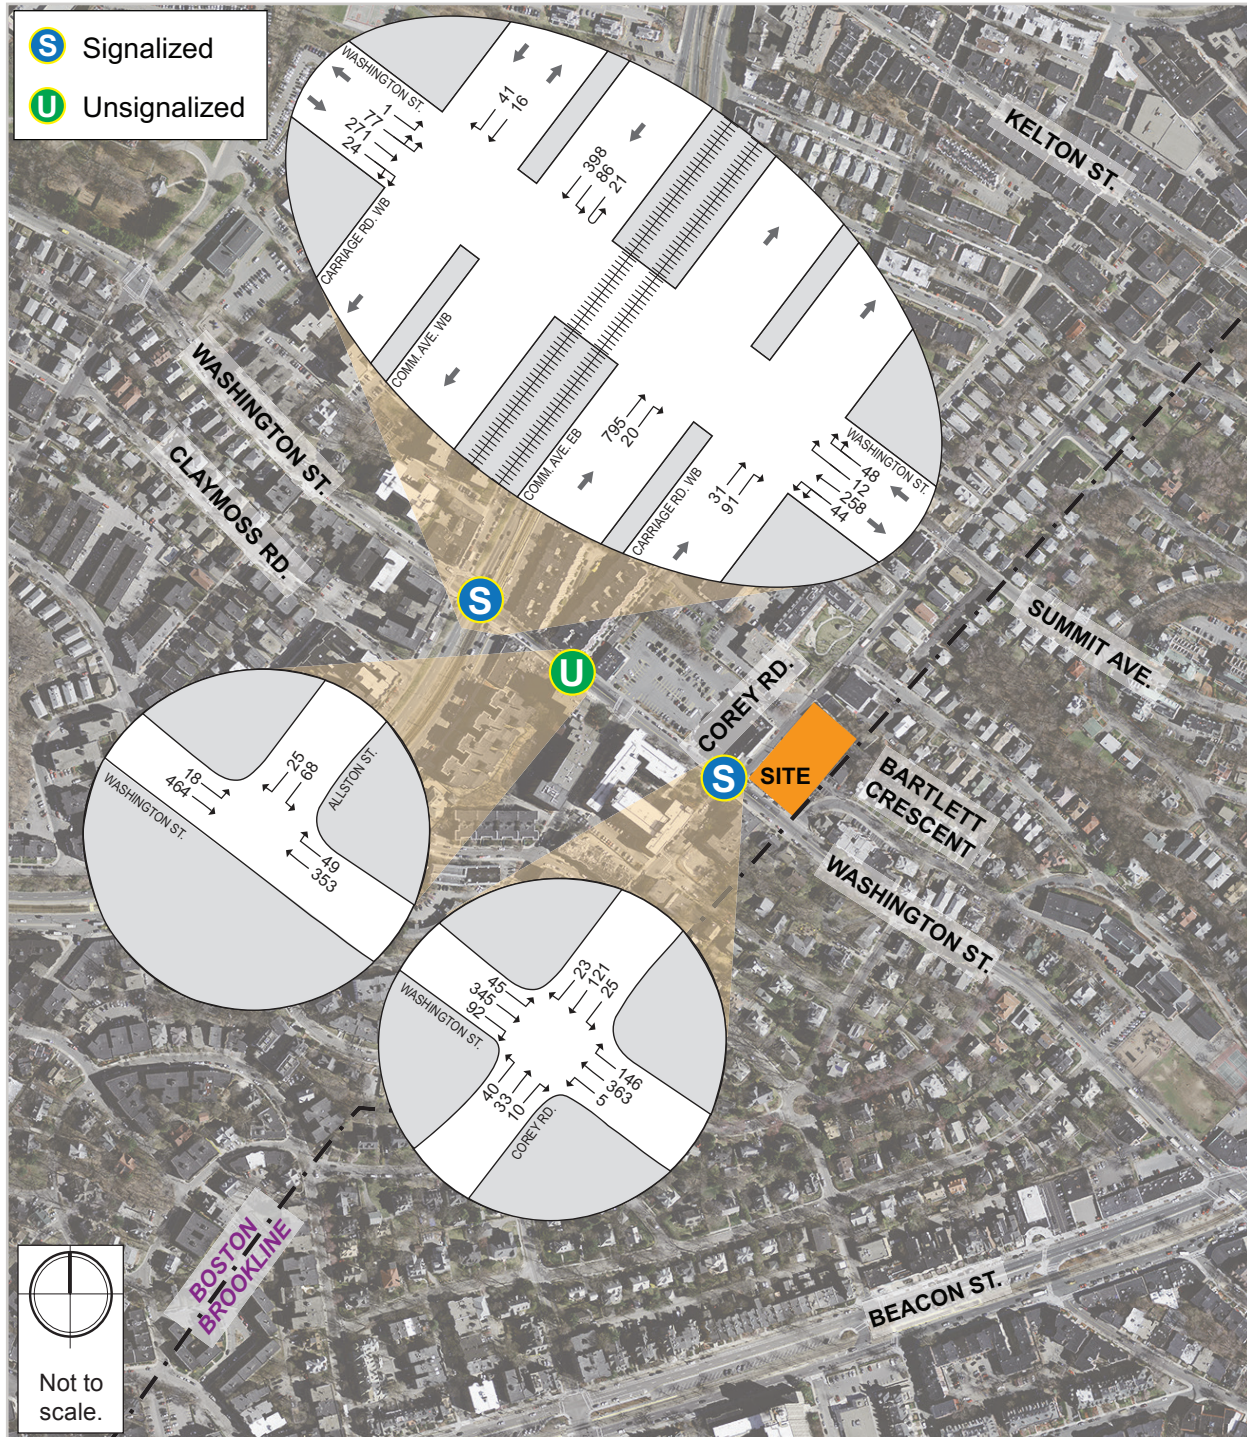 S Signalized
U Unsignalized
WASHINGTON ST.
1
77
271
24
41
16
398
86
21
CARRIAGE RD. WB
COMM. AVE. WB
COMM. AVE. EB
795
20
CARRIAGE RD. WB
31
91
WASHINGTON ST.
48
12
258
44
KELTON ST.
WASHINGTON ST.
CLAYMOSS RD.
S
U
SUMMIT AVE.
COREY RD.
S
SITE
BARTLETT
CRESCENT
WASHINGTON ST.
18
464
WASHINGTON ST.
25
68
ALLSTON ST.
49
353
45
345
92
WASHINGTON ST.
23
121
25
40
33
10
COREY RD.
146
363
5
BOSTON
BROOKLINE
BEACON ST.
Not to
scale.